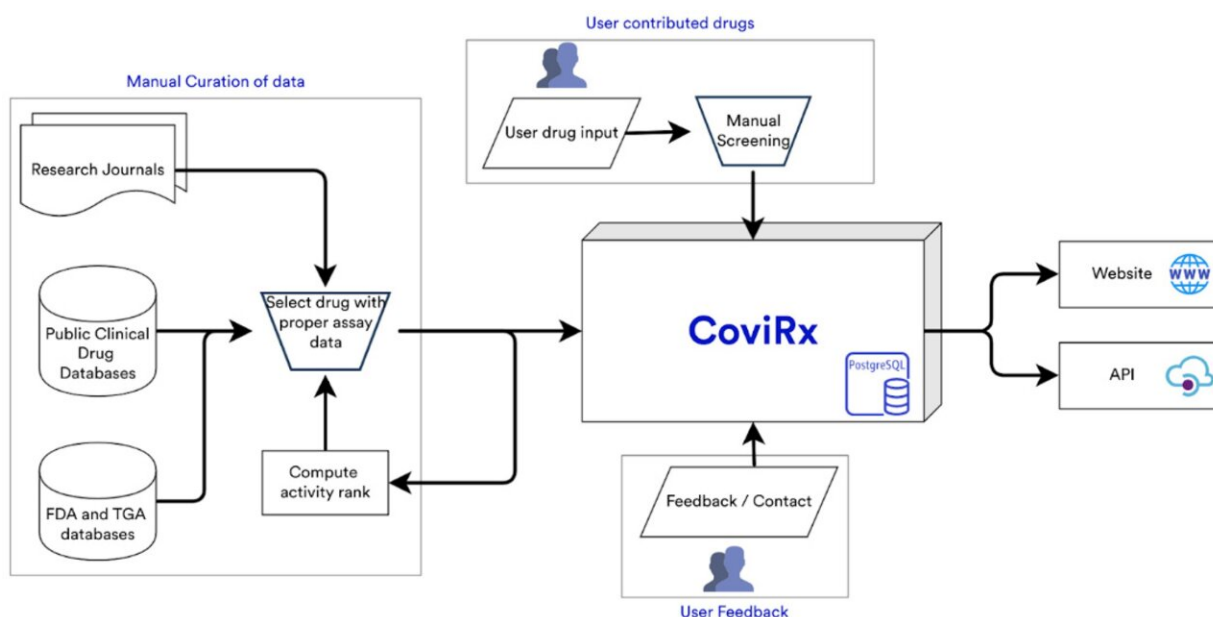 User contributed drugs
Manual Curation of data
Research Journals
User drug input
Manual
Screening
Public Clinical
Drug
Databases
Select drug with
proper assay
data
CoviRx
PostgreSQL
Website
WWW
API
FDA and TGA
databases
Compute
activity rank
Feedback / Contact
User Feedback